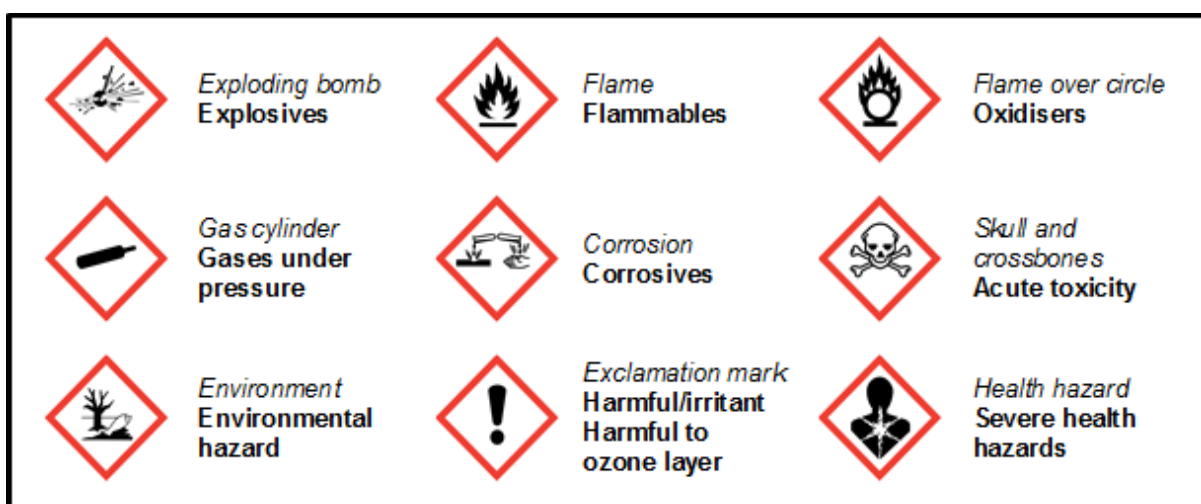 Exploding bomb
Explosives
Flame
Flammables
Flame over circle
Oxidisers
Gas cylinder
Gases under
pressure
Corrosion
Corrosives
Skull and
crossbones
Acute toxicity
Environment
Environmental
hazard
Exclamation mark
Harmful/irritant
Harmful to
ozone layer
Health hazard
Severe health
hazards